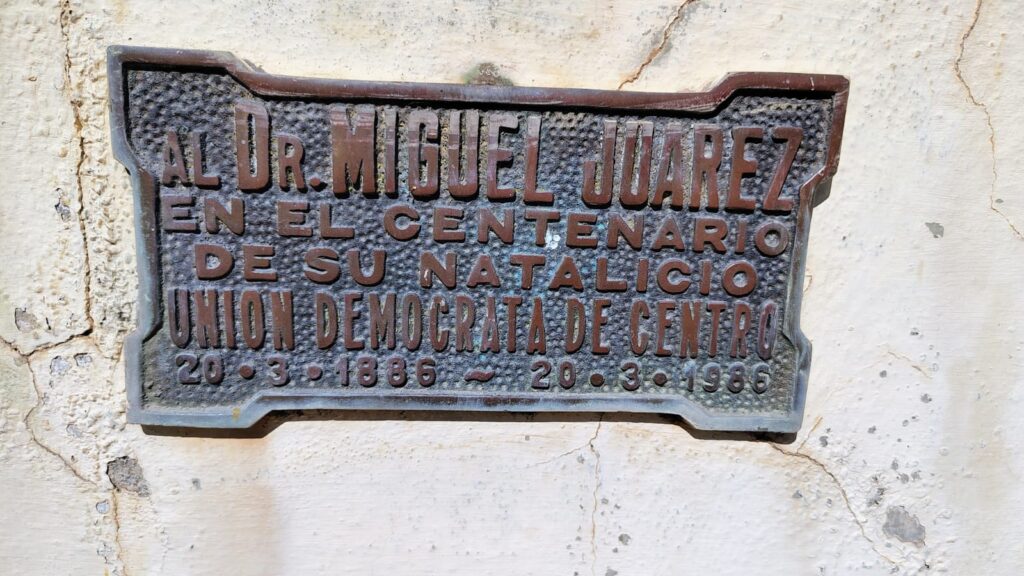 AL DR. MIGUEL JUAREZ
EN EL CENTENARIO
DE SU NATALICIO
UNION DEMOCRATA DE CENTRO
20 • 3 • 1886 ~ 20 • 3 • 1986